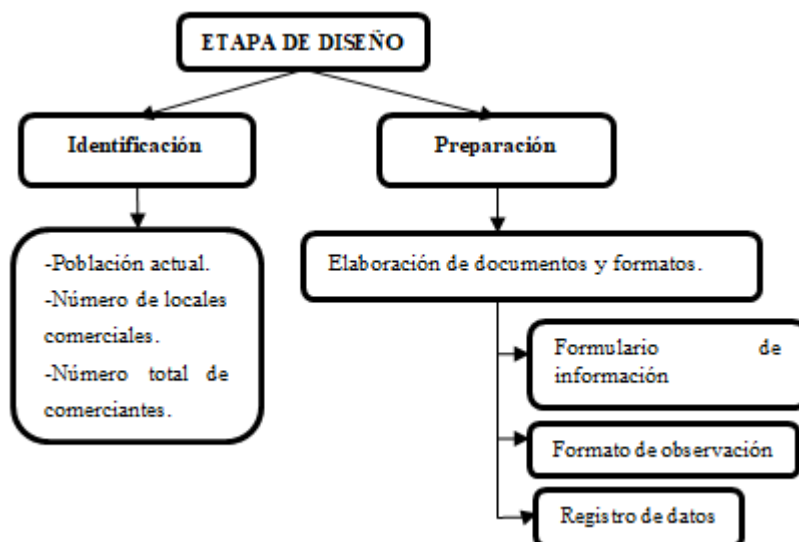 ETAPA DE DISEÑO
Identificación
Preparación
-Población actual.
-Número de locales
comerciales.
-Número total de
comerciantes.
Elaboración de documentos y formatos.
Formulario de
información
Formato de observación
Registro de datos